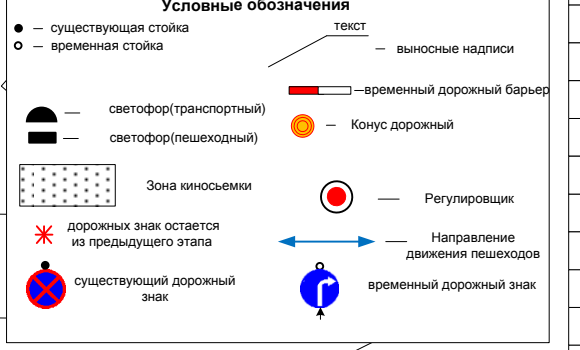 Условные обозначения
— существующая стойка
— временная стойка
текст
— выносные надписи
— светофор(транспортный)
— светофор(пешеходный)
—временный дорожный барьер
— Конус дорожный
Зона киносьемки
— Регулировщик
дорожных знак остается
из предыдущего этапа
— Направление
движения пешеходов
существующий дорожный
знак
временный дорожный знак